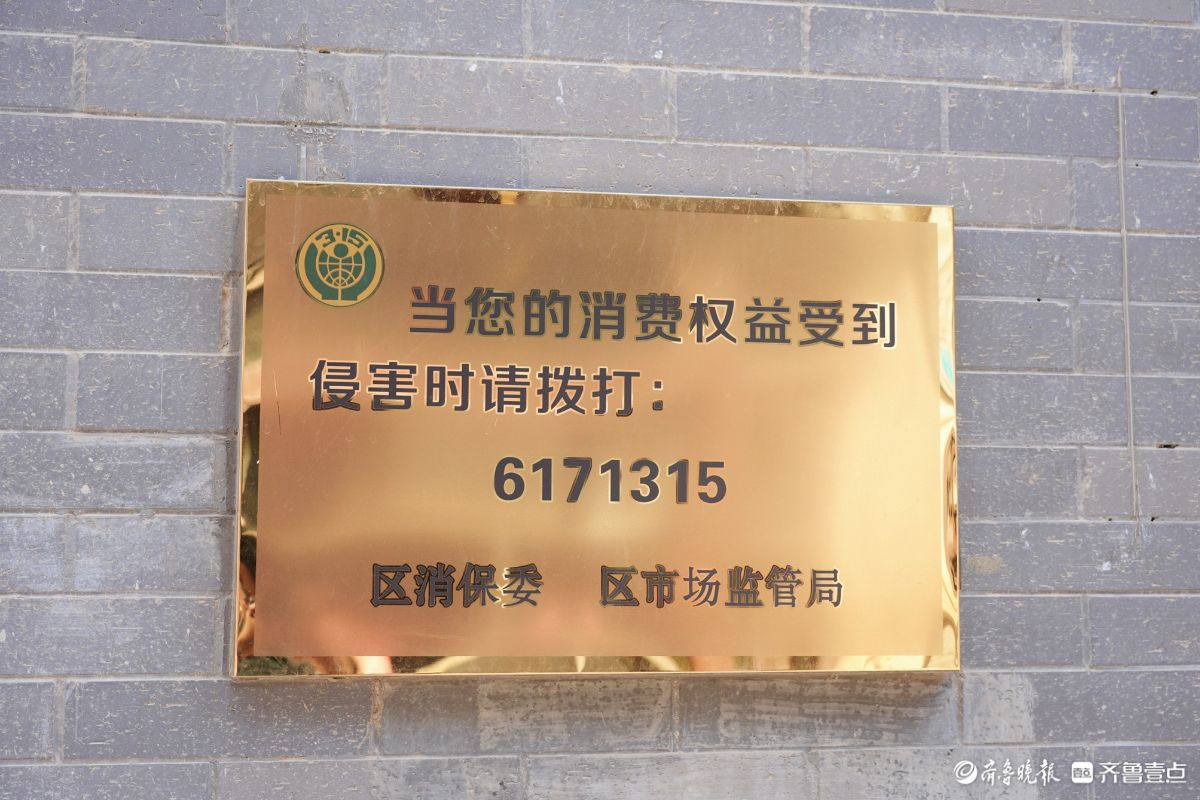 3·15
当您的消费权益受到
侵害时请拨打：
6171315
区消保委 区市场监管局
齐鲁晚报 齐鲁壹点